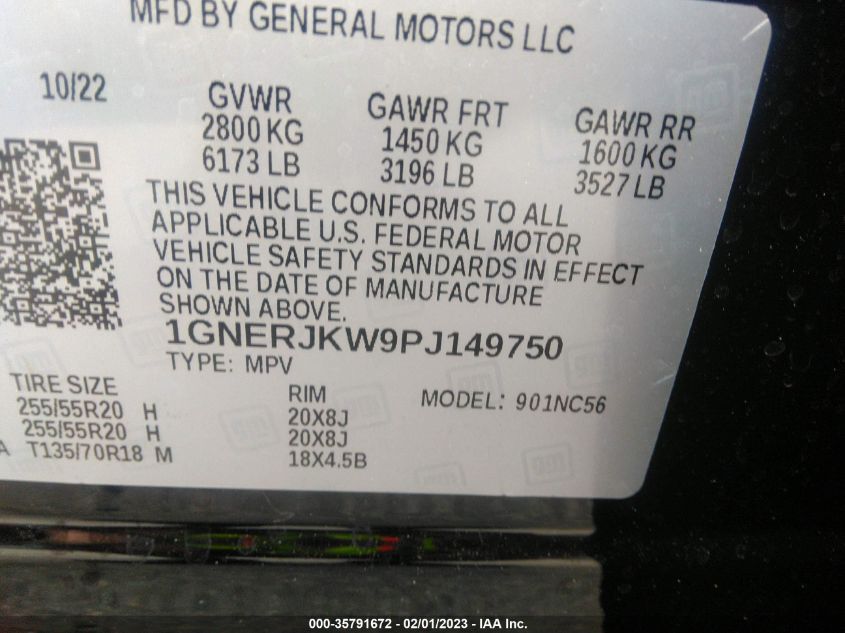 MFD BY GENERAL MOTORS LLC
10/22
GVWR
2800 KG
6173 LB
GAWR FRT
1450 KG
3196 LB
GAWR RR
1600 KG
3527 LB
THIS VEHICLE CONFORMS TO ALL
APPLICABLE U.S. FEDERAL MOTOR
VEHICLE SAFETY STANDARDS IN EFFECT
ON THE DATE OF MANUFACTURE
SHOWN ABOVE.
1GNERJKW9PJ149750
TYPE: MPV
MODEL: 901NC56
TIRE SIZE RIM
255/55R20 H 20X8J
255/55R20 H 20X8J
T135/70R18 M 18X4.5B
000-35791672 - 02/01/2023 - IAA Inc.